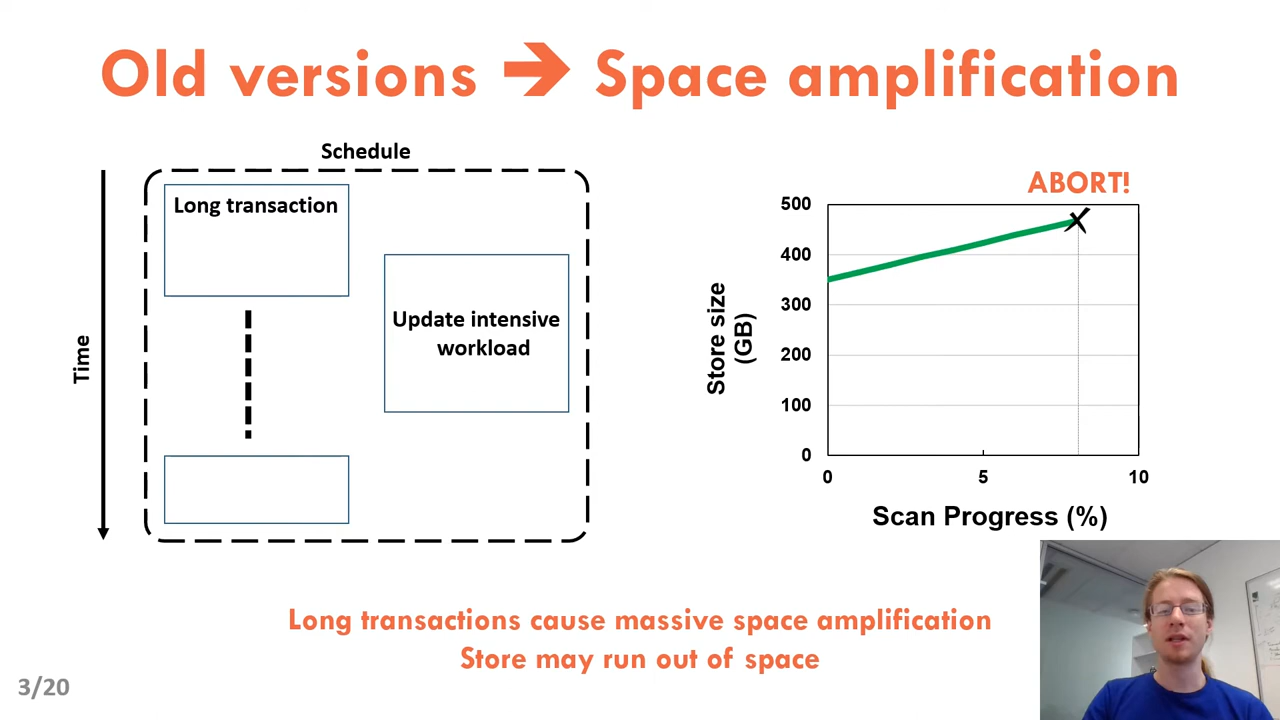 Old versions ➔ Space amplification
Schedule
Long transaction
Update intensive
workload
Time
ABORT!
500
400
300
200
100
0
0 5 10
Store size
(GB)
Scan Progress (%)
Long transactions cause massive space amplification
Store may run out of space
3/20